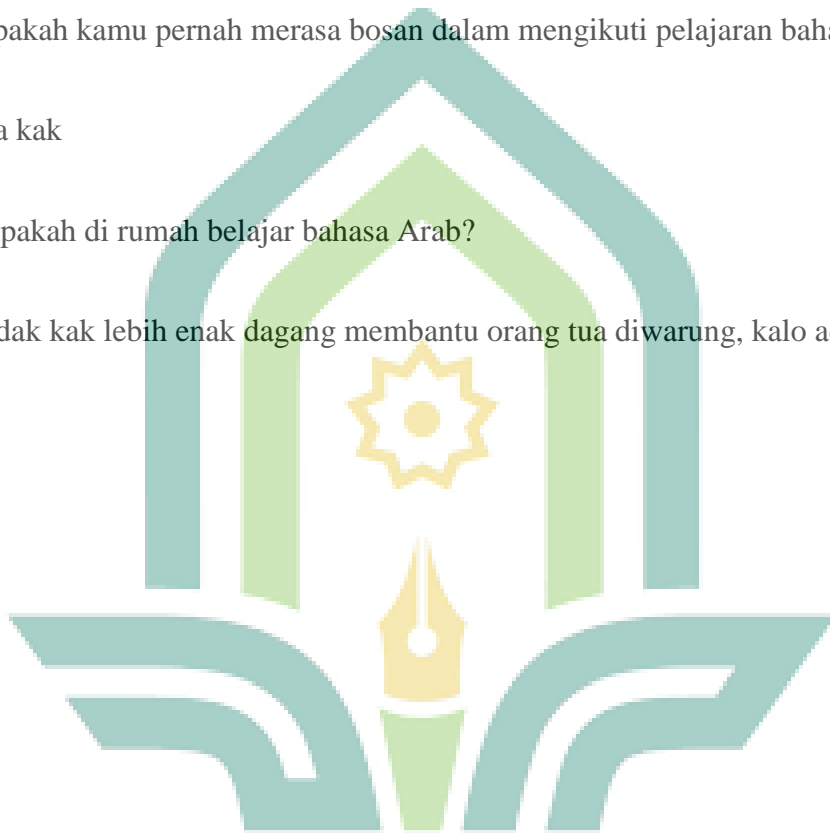 pakah kamu pernah merasa bosan dalam mengikuti pelajaran baha
a kak
pakah di rumah belajar bahasa Arab?
dak kak lebih enak dagang membantu orang tua diwarung, kalo a